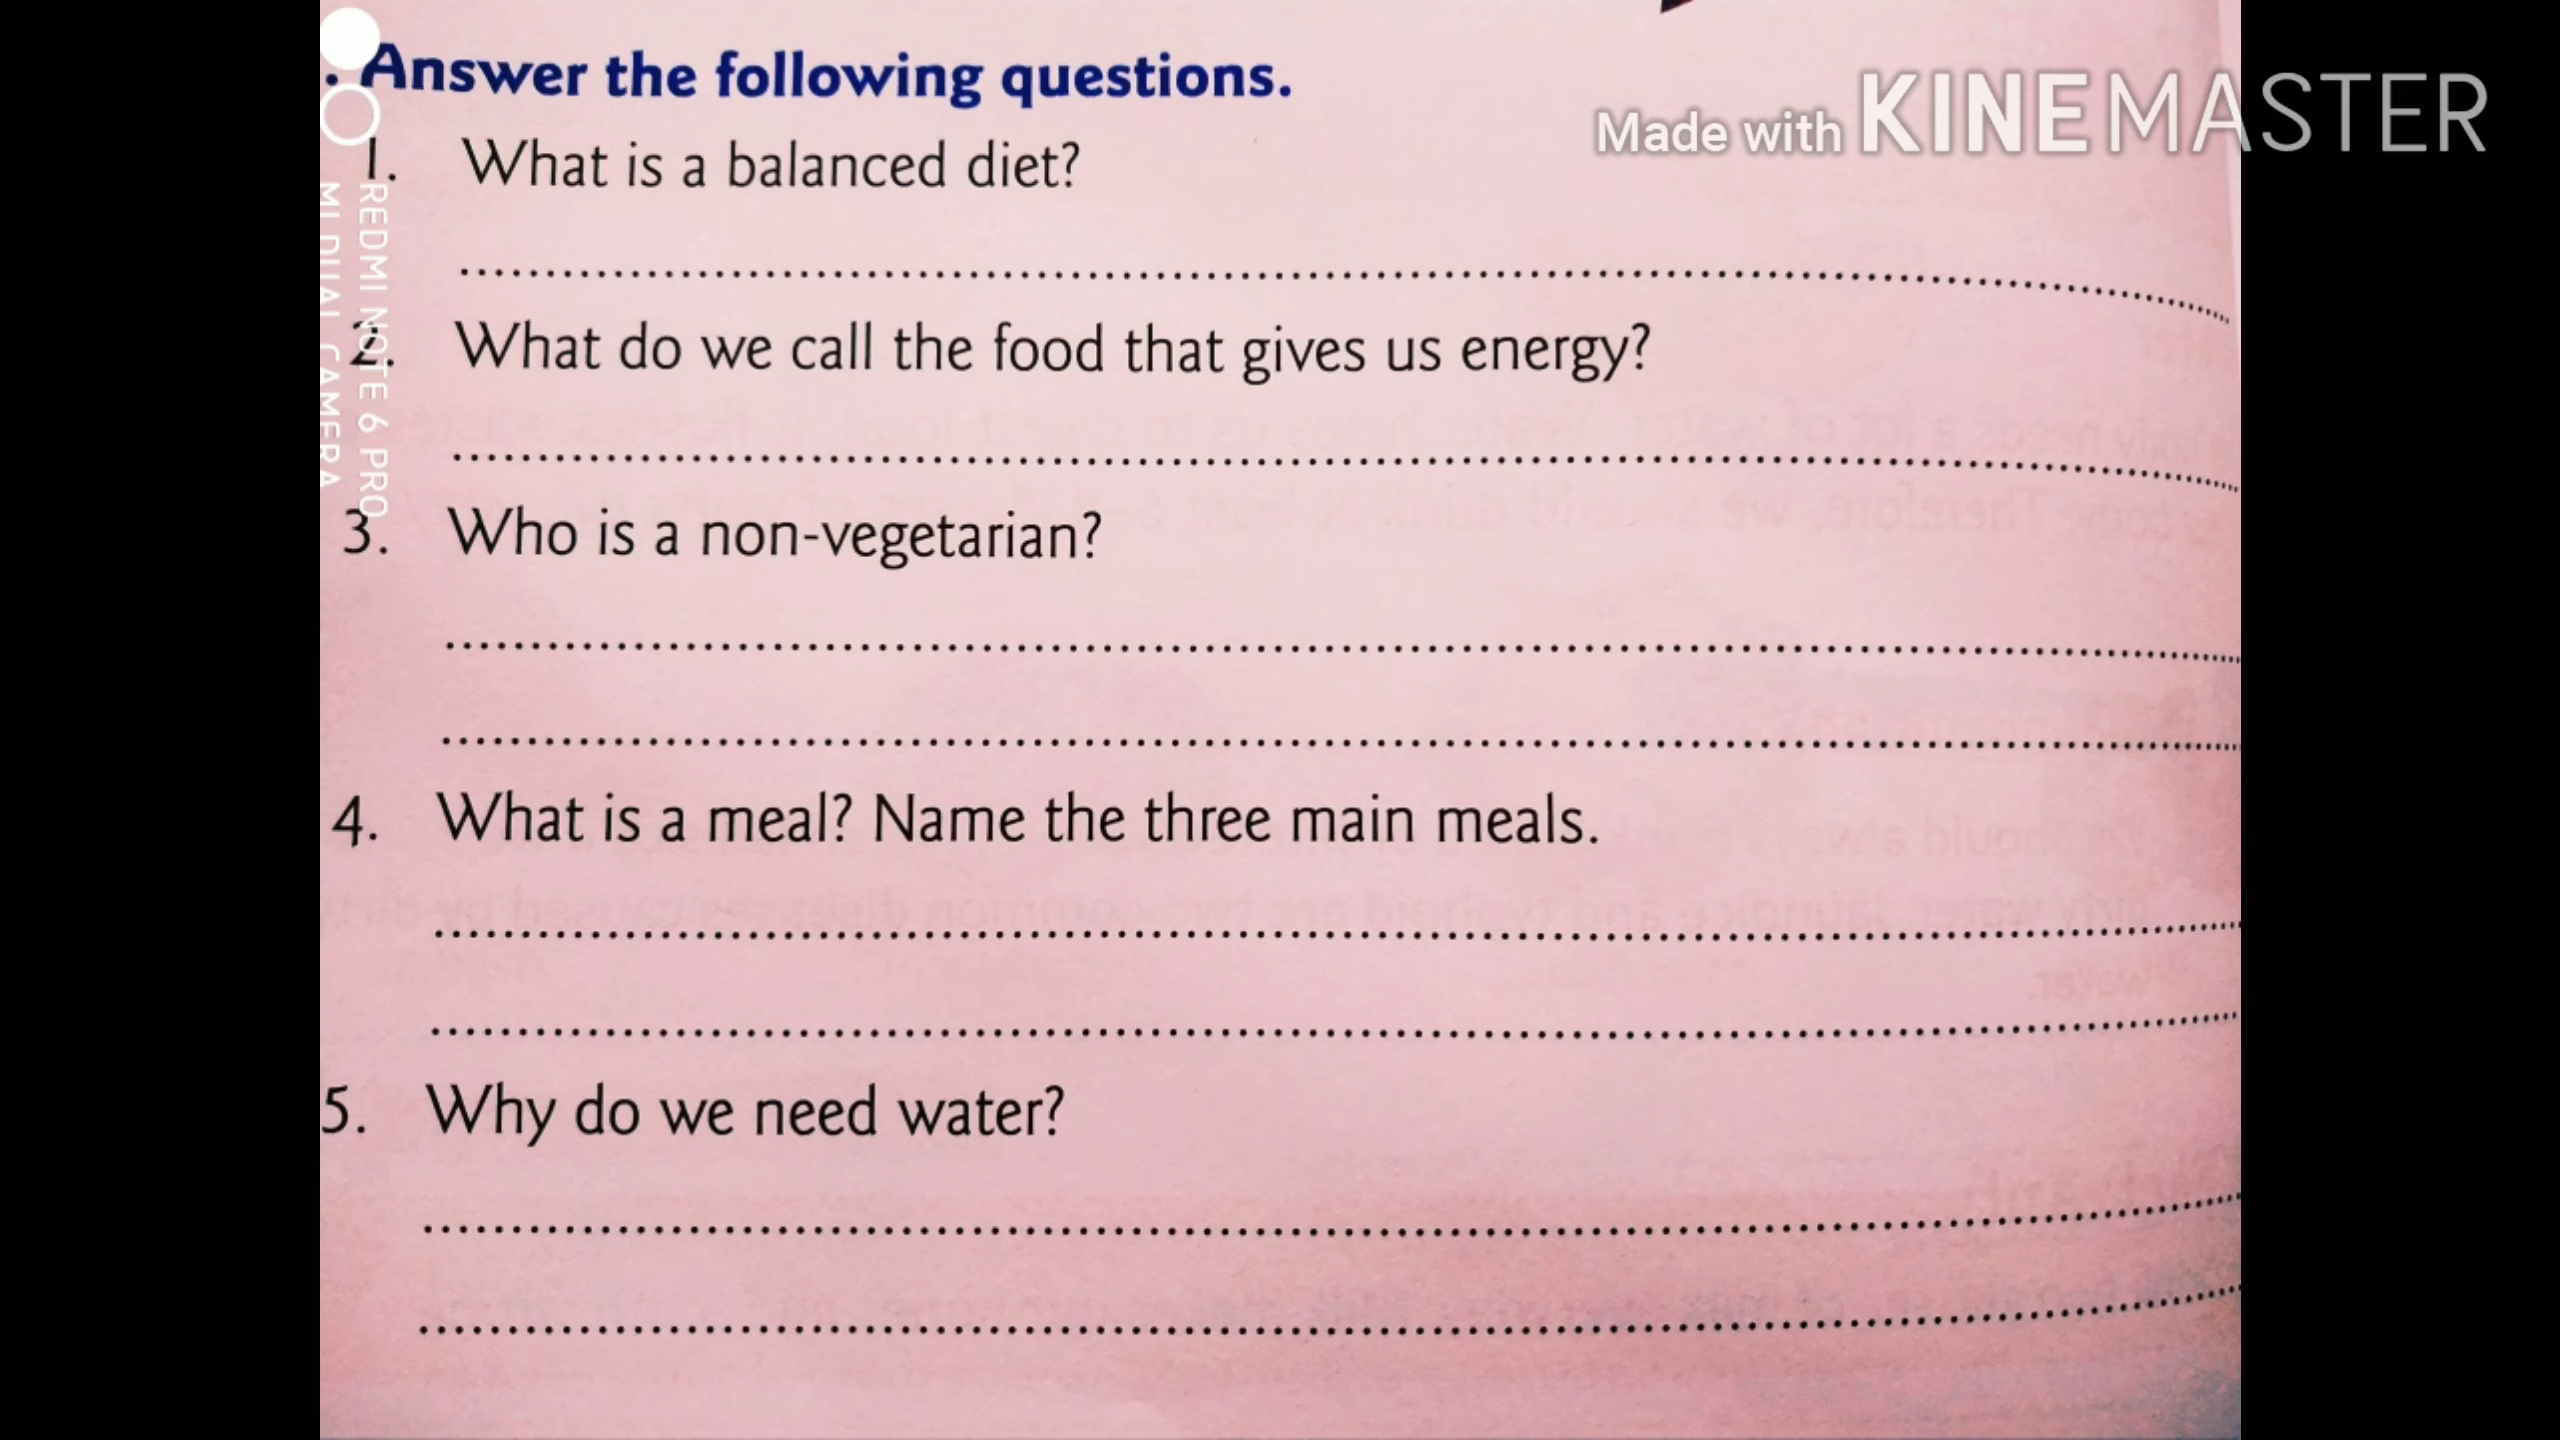 . Answer the following questions.
Made with KINEMASTER
1. What is a balanced diet?
2. What do we call the food that gives us energy?
3. Who is a non-vegetarian?
4. What is a meal? Name the three main meals.
5. Why do we need water?
REDMI NOTE 6 PRO
MI DUAL CAMERA